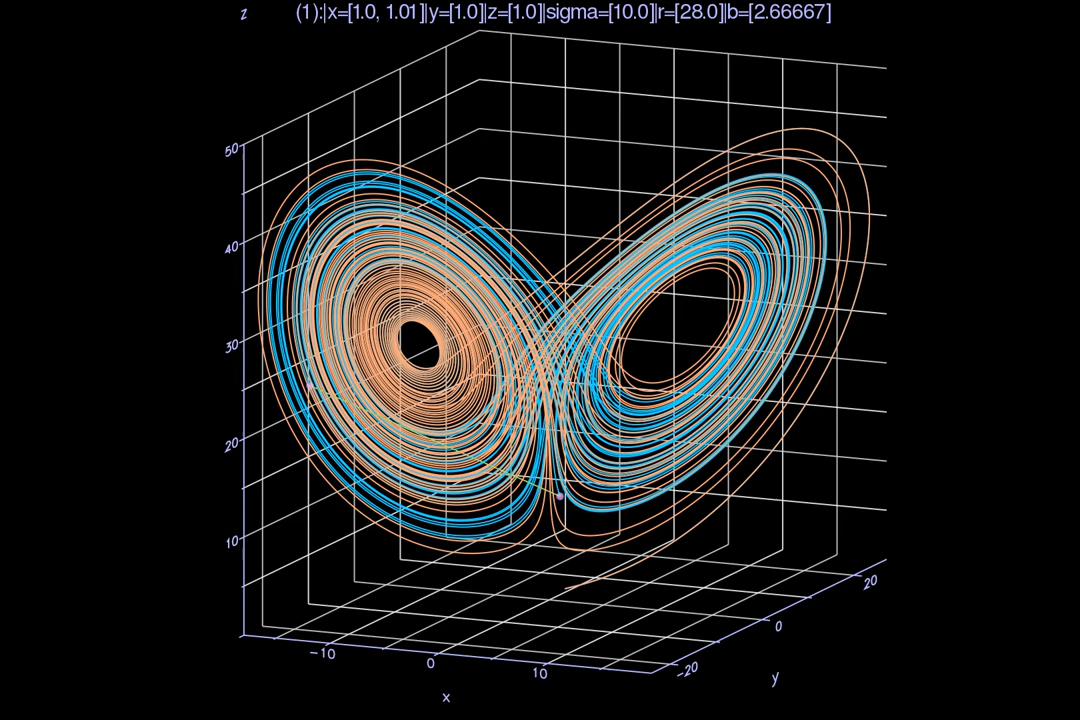 z
(1):|x=[1.0, 1.01]|y=[1.0]|z=[1.0]|sigma=[10.0]|r=[28.0]|b=[2.66667]
50
40
30
20
10
−10
0
10
x
−20
0
20
y